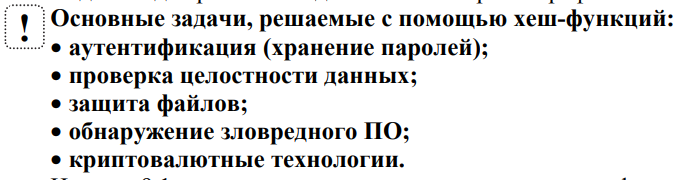 ! Основные задачи, решаемые с помощью хеш-функций:
• аутентификация (хранение паролей);
• проверка целостности данных;
• защита файлов;
• обнаружение зловредного ПО;
• криптовалютные технологии.